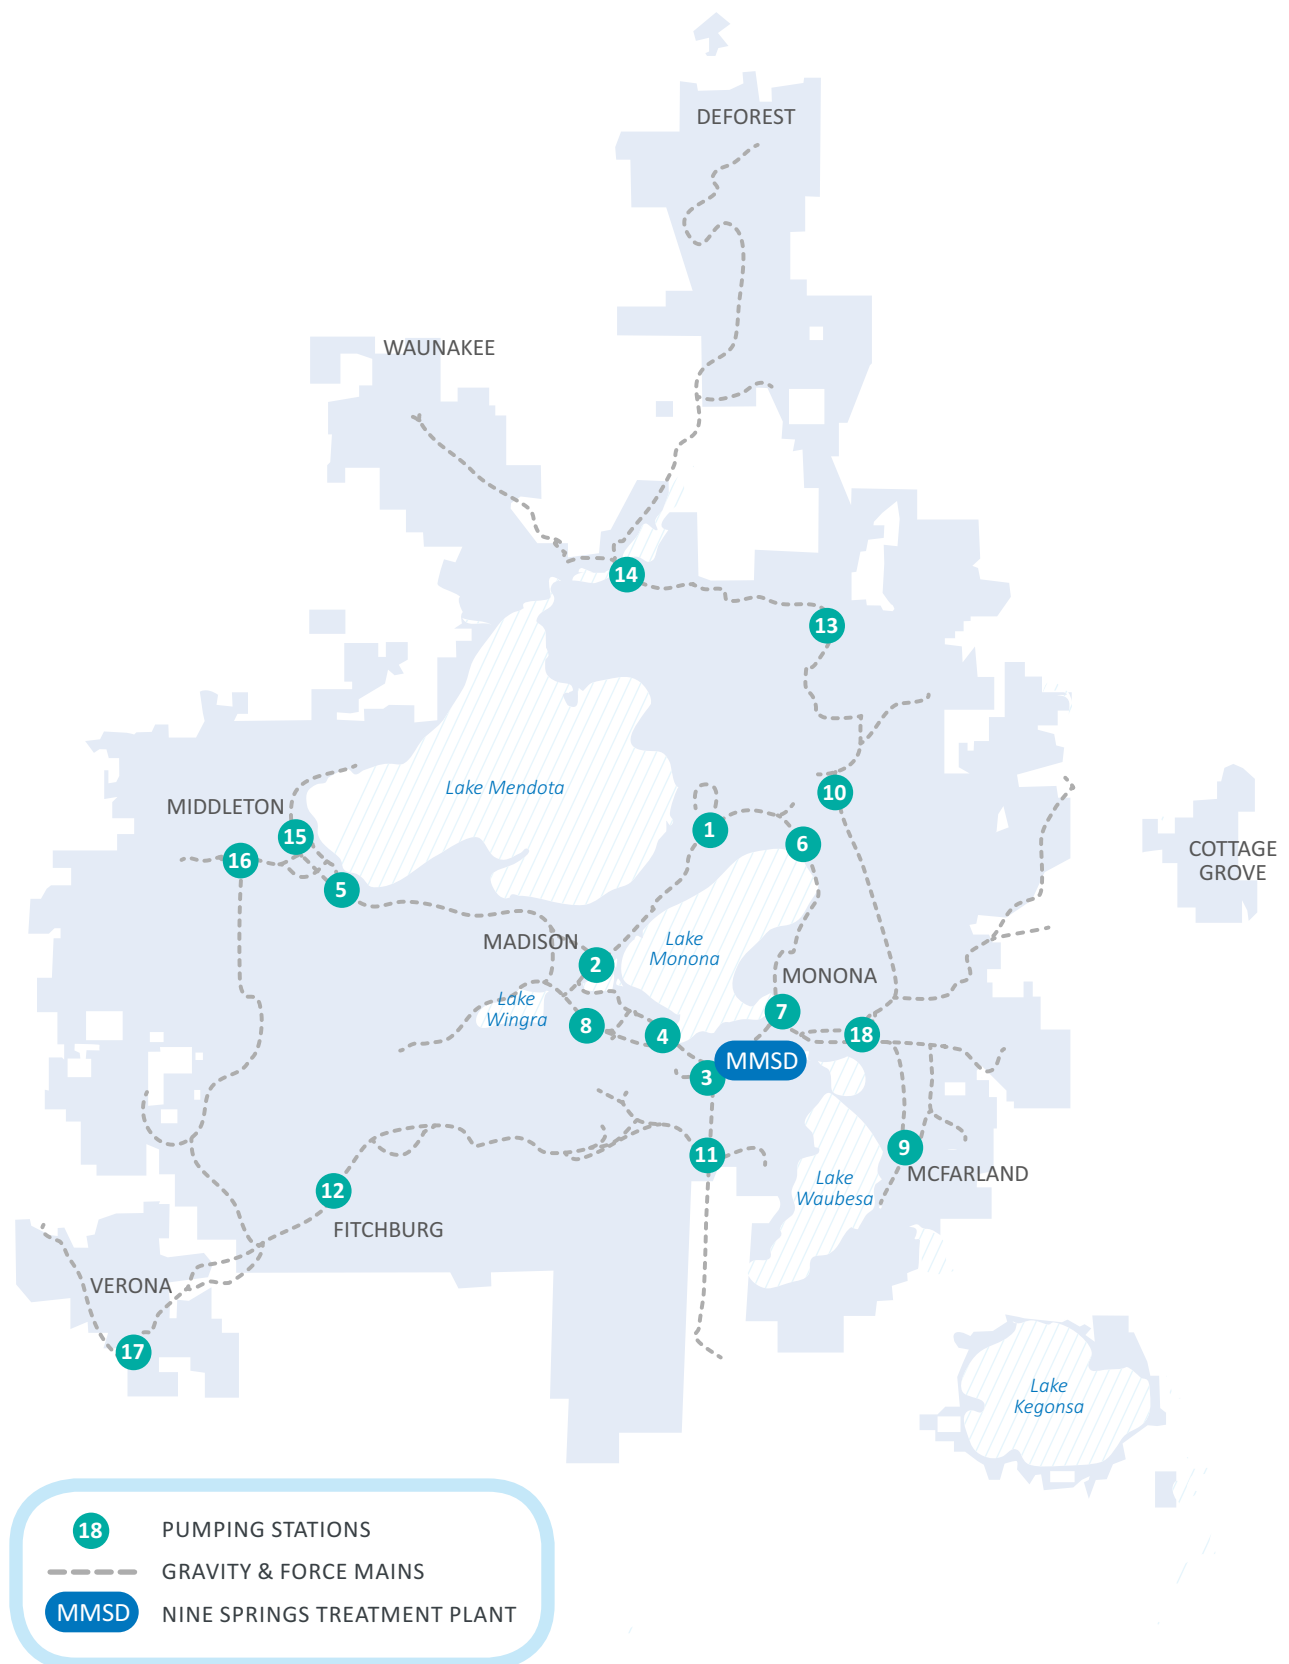 DEFOREST
WAUNAKEE
14
13
Lake Mendota
10
MIDDLETON
15
1
6
16
COTTAGE
GROVE
5
MADISON
Lake
Monona
2
MONONA
Lake
Wingra
7
8
4
18
MMSD
3
9
11
MCFARLAND
Lake
Waubesa
12
FITCHBURG
VERONA
17
Lake
Kegonsa
18 PUMPING STATIONS
GRAVITY & FORCE MAINS
MMSD NINE SPRINGS TREATMENT PLANT